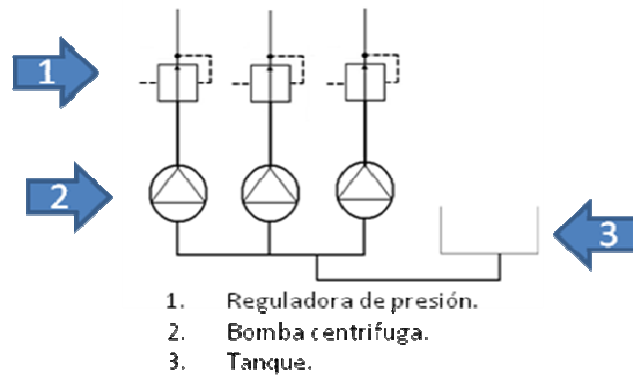 1
2
3
1. Reguladora de presión.
2. Bomba centrifuga.
3. Tanque.